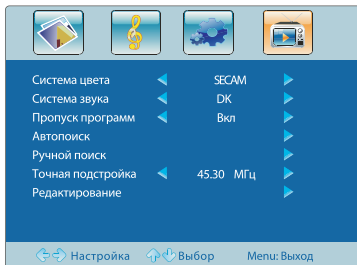 Система цвета SECAM
Система звука DK
Пропуск программ Вкл
Автопоиск
Ручной поиск
Точная подстройка 45.30 МГц
Редактирование
Настройка Выбор Menu: Выход